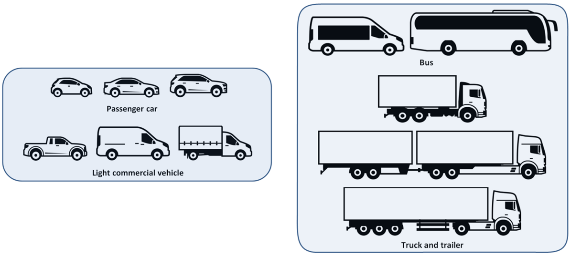 Passenger car
Light commercial vehicle
Bus
Truck and trailer